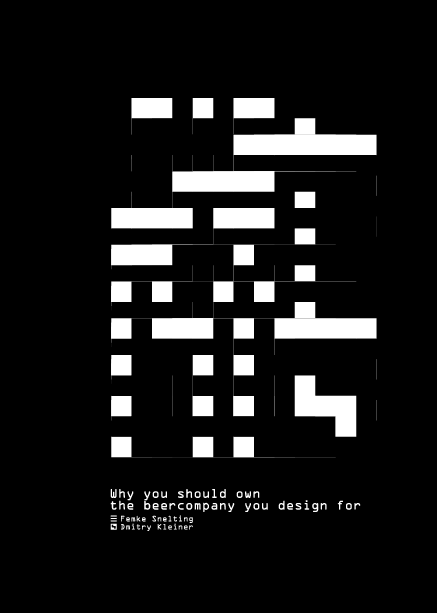 Why you should own
the beercompany you design for
Femke Snelting
Dmitry Kleiner